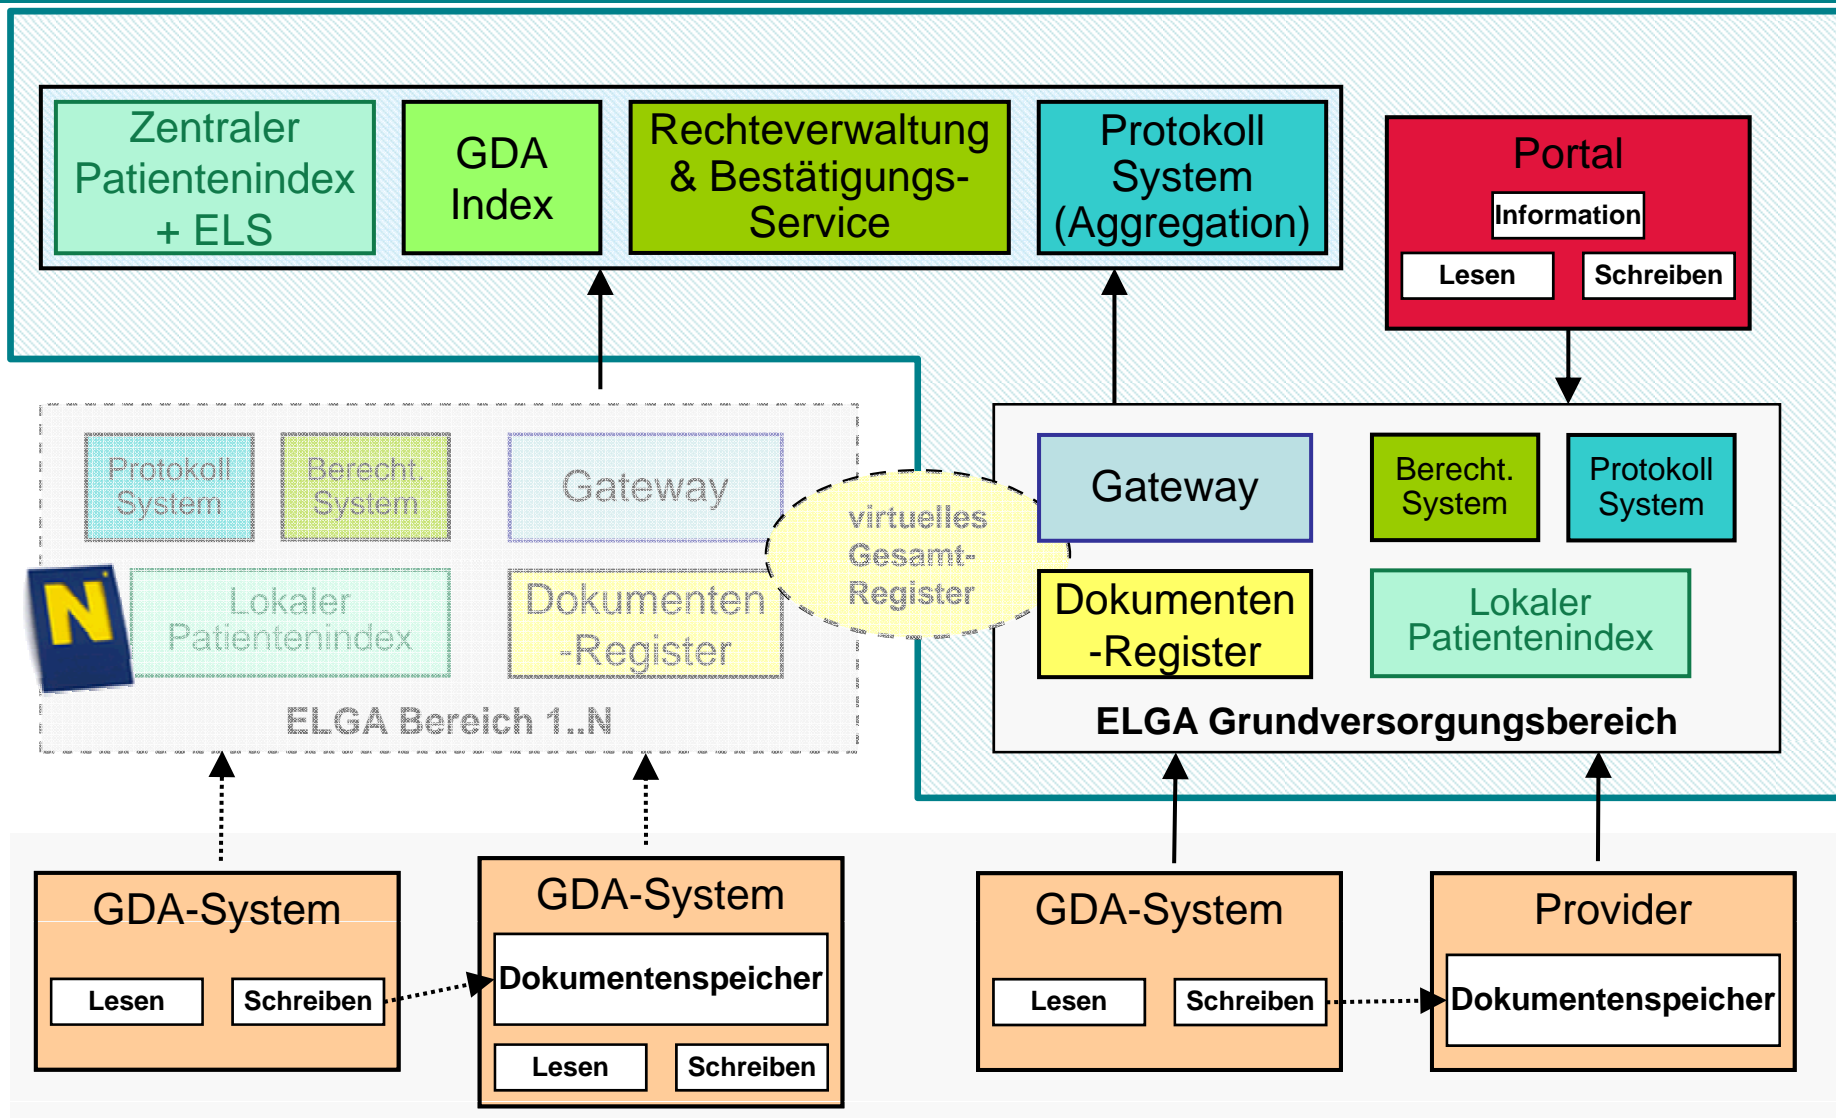 Zentraler
Patientenindex
+ ELS
GDA
Index
Rechteverwaltung
& Bestätigungs-
Service
Protokoll
System
(Aggregation)
Portal
Information
Lesen
Schreiben
Protokoll
System
Berecht.
System
Gateway
virtuelles
Gesamt-
Register
Gateway
Berecht.
System
Protokoll
System
N
Lokaler
Patientenindex
Dokumenten
-Register
Dokumenten
-Register
Lokaler
Patientenindex
ELGA Bereich 1..N
ELGA Grundversorgungsbereich
GDA-System
Lesen
Schreiben
GDA-System
Dokumentenspeicher
Lesen
Schreiben
GDA-System
Lesen
Schreiben
Provider
Dokumentenspeicher